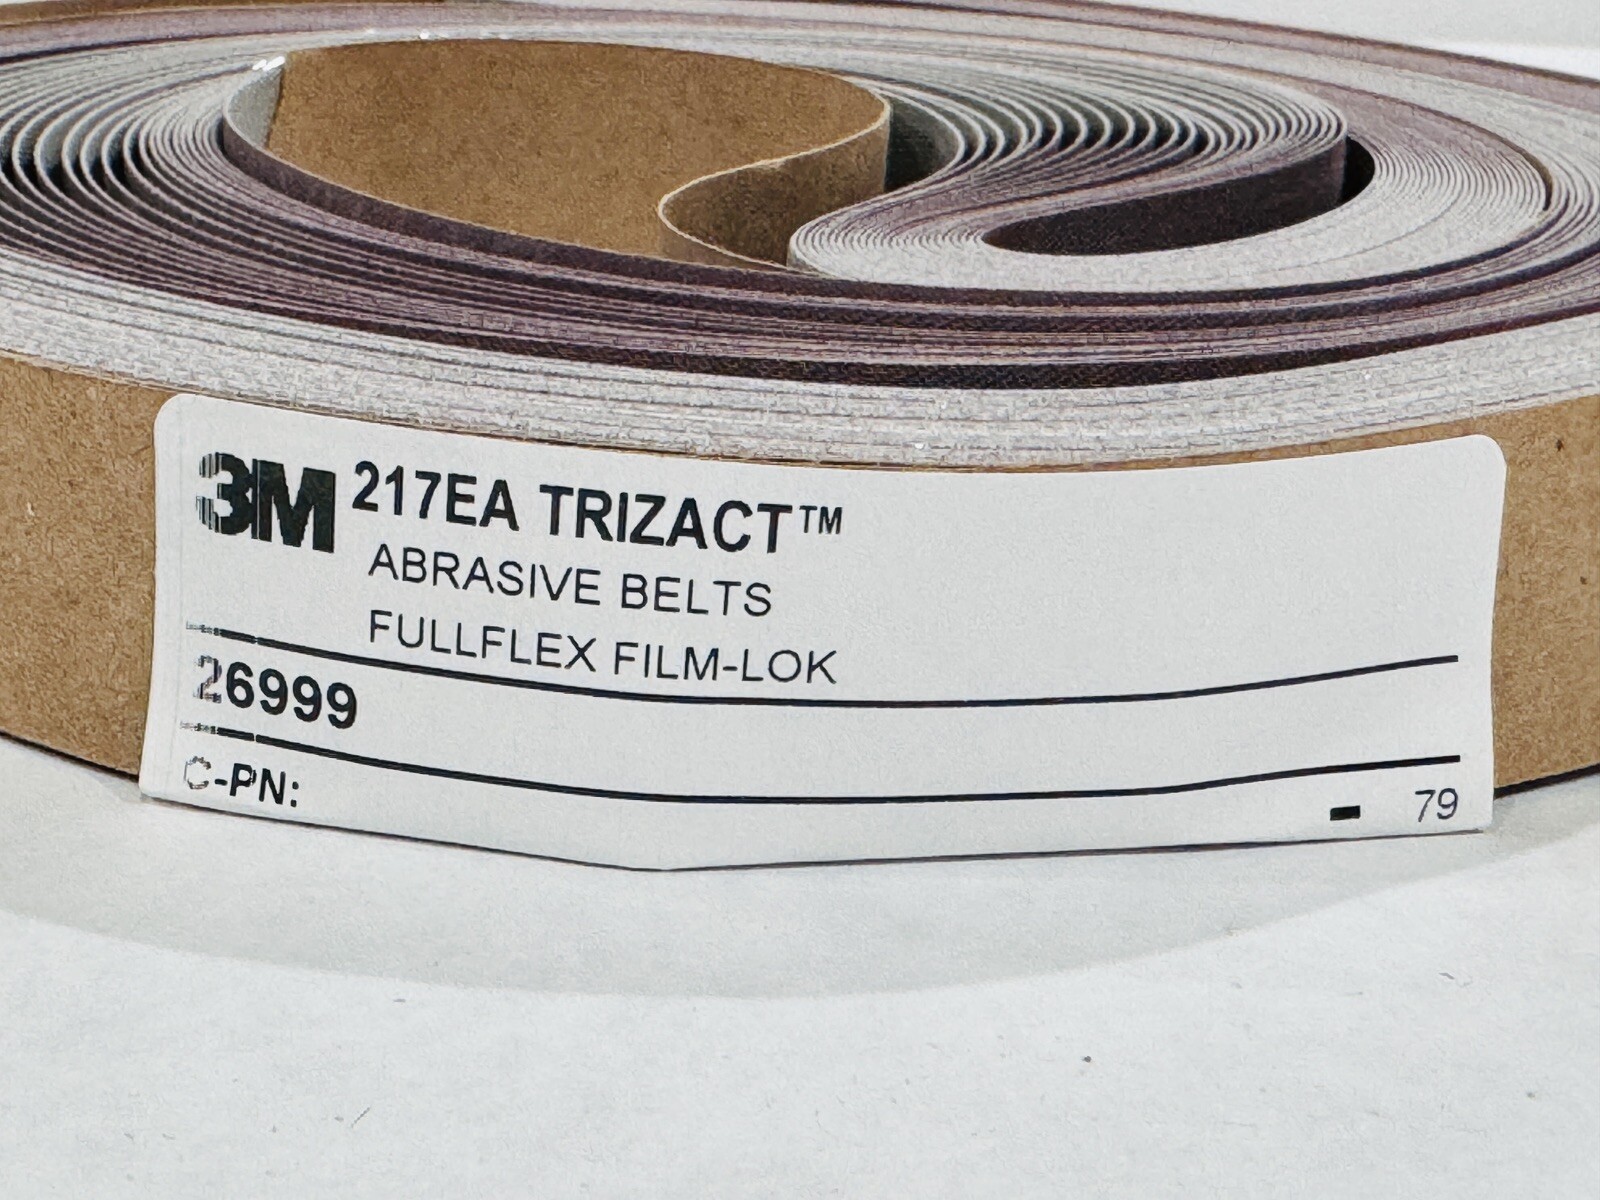 3M 217EA TRIZACT™
ABRASIVE BELTS
FULLFLEX FILM-LOK
26999
C-PN:
- 79